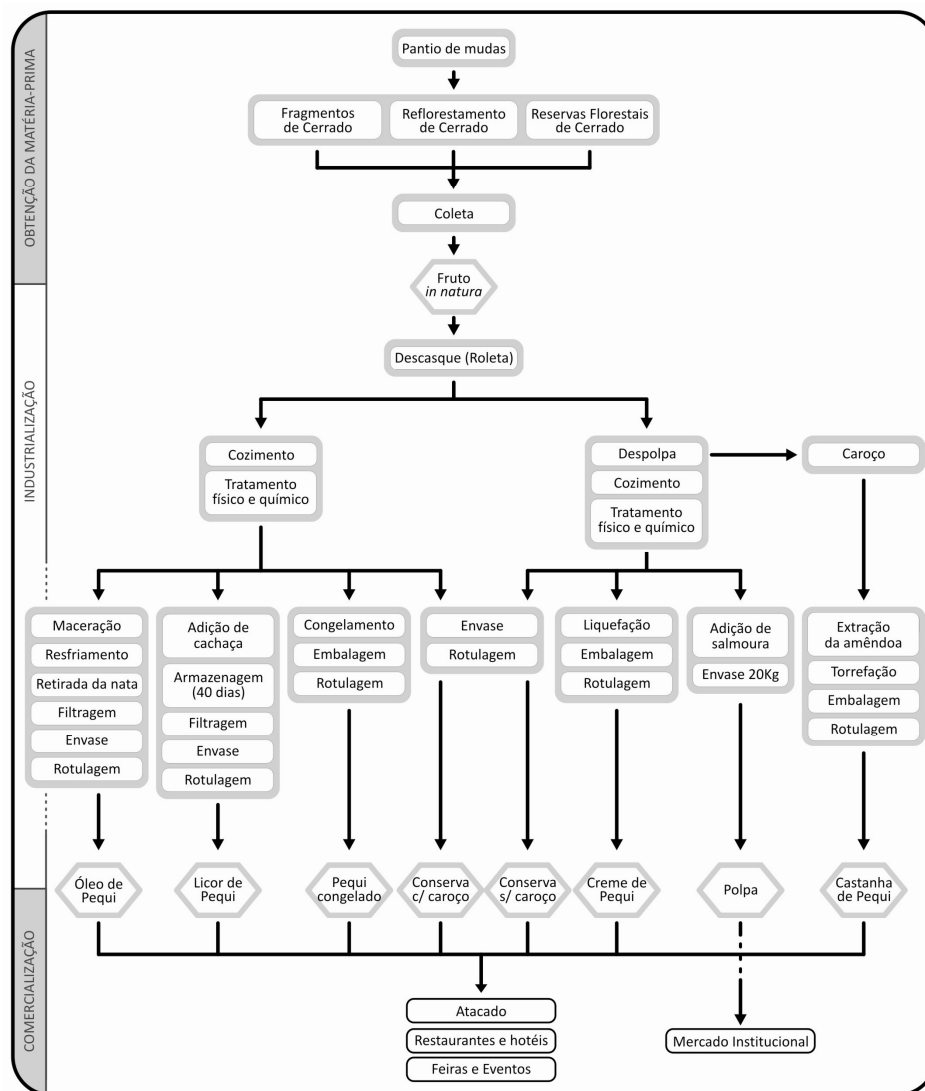 OBTENÇÃO DA MATÉRIA-PRIMA
Pantio de mudas
Fragmentos
de Cerrado
Reflorestamento
de Cerrado
Reservas Florestais
de Cerrado
Coleta
Fruto
in natura
INDUSTRIALIZAÇÃO
Descasque (Roleta)
Cozimento
Tratamento
físico e químico
Despolpa
Cozimento
Tratamento
físico e químico
Caroço
Maceração
Resfriamento
Retirada da nata
Filtragem
Envase
Rotulagem
Adição de
cachaça
Armazenagem
(40 dias)
Filtragem
Envase
Rotulagem
Congelamento
Embalagem
Rotulagem
Envase
Rotulagem
Liquefação
Embalagem
Rotulagem
Adição de
salmoura
Envase 20Kg
Extração
da amêndoa
Torrefação
Embalagem
Rotulagem
COMERCIALIZAÇÃO
Óleo de
Pequi
Licor de
Pequi
Pequi
congelado
Conserva
c/ caroço
Conserva
s/ caroço
Creme de
Pequi
Polpa
Castanha
de Pequi
Atacado
Restaurantes e hotéis
Feiras e Eventos
Mercado Institucional